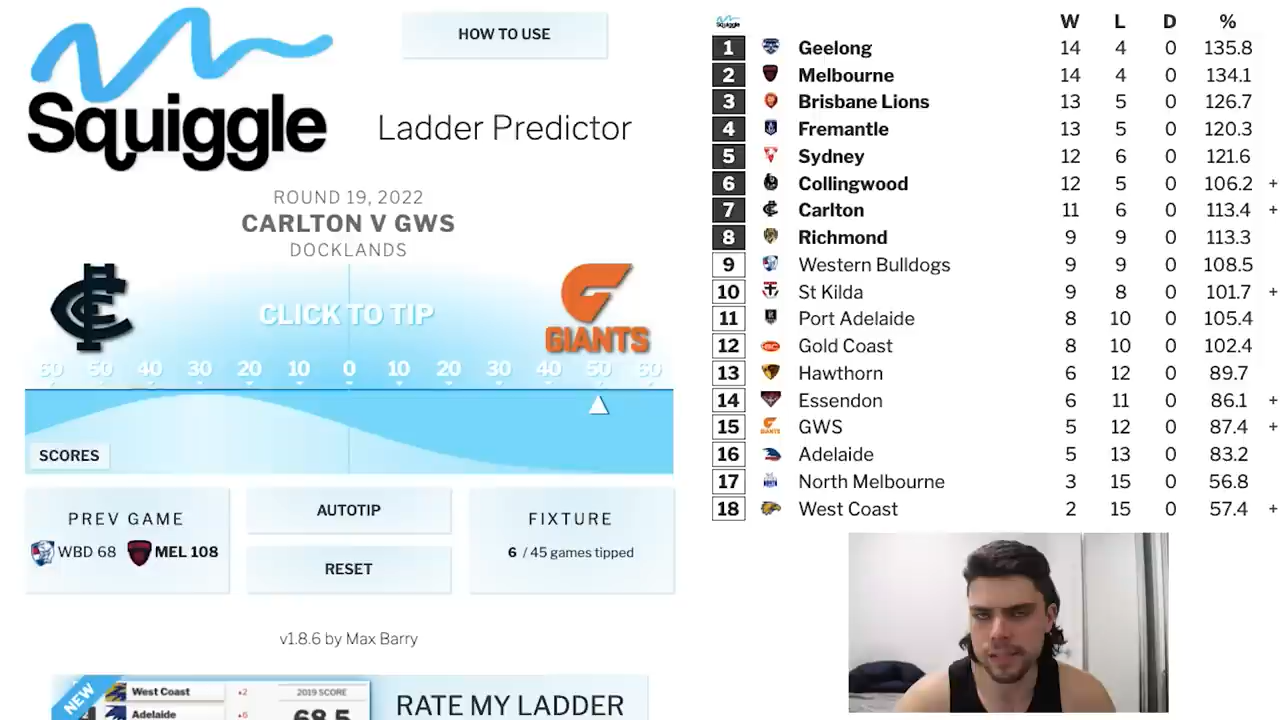 Squiggle
HOW TO USE
Ladder Predictor
ROUND 19, 2022
CARLTON V GWS
DOCKLANDS
CLICK TO TIP
GIANTS
60 50 40 30 20 10 0 10 20 30 40 50 60
SCORES
PREV GAME
WBD 68 MEL 108
AUTOTIP
RESET
FIXTURE
6 / 45 games tipped
v1.8.6 by Max Barry
NEW
West Coast ▲2
Adelaide ▲6
2019 SCORE
68.5
RATE MY LADDER
Squiggle W L D %
1 Geelong 14 4 0 135.8
2 Melbourne 14 4 0 134.1
3 Brisbane Lions 13 5 0 126.7
4 Fremantle 13 5 0 120.3
5 Sydney 12 6 0 121.6
6 Collingwood 12 5 0 106.2 +
7 Carlton 11 6 0 113.4 +
8 Richmond 9 9 0 113.3
9 Western Bulldogs 9 9 0 108.5
10 St Kilda 9 8 0 101.7 +
11 Port Adelaide 8 10 0 105.4
12 Gold Coast 8 10 0 102.4
13 Hawthorn 6 12 0 89.7
14 Essendon 6 11 0 86.1 +
15 GWS 5 12 0 87.4 +
16 Adelaide 5 13 0 83.2
17 North Melbourne 3 15 0 56.8
18 West Coast 2 15 0 57.4 +